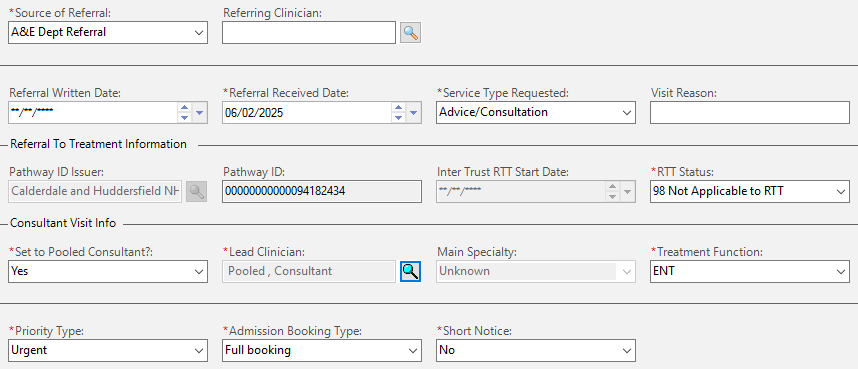 *Source of Referral: Referring Clinician:
A&E Dept Referral
Referral Written Date: *Referral Received Date: *Service Type Requested: Visit Reason:
**/**/**** 06/02/2025 Advice/Consultation
Referral To Treatment Information
Pathway ID Issuer: Pathway ID: Inter Trust RTT Start Date: *RTT Status:
Calderdale and Huddersfield NH 00000000000094182434 **/**/**** 98 Not Applicable to RTT
Consultant Visit Info
*Set to Pooled Consultant?: *Lead Clinician: Main Specialty: *Treatment Function:
Yes Pooled , Consultant Unknown ENT
*Priority Type: *Admission Booking Type: *Short Notice:
Urgent Full booking No